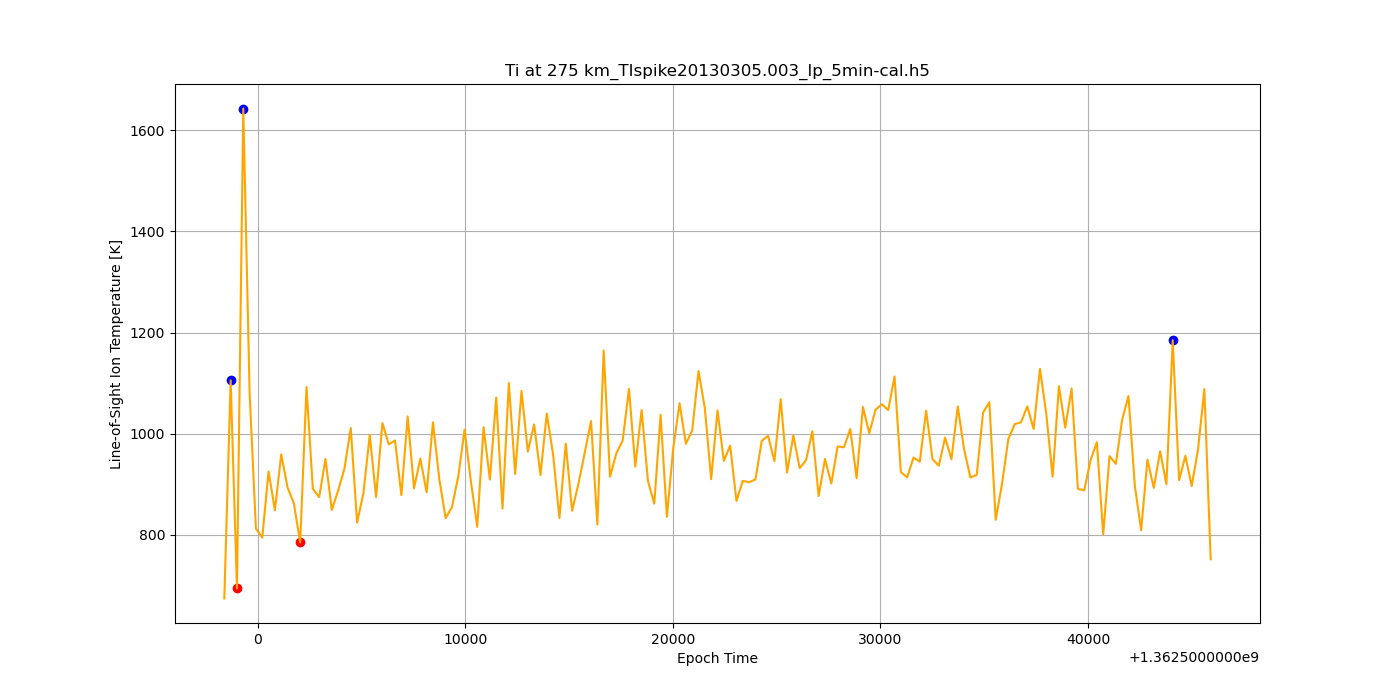 Ti at 275 km_TIspike20130305.003_lp_5min-cal.h5
Line-of-Sight Ion Temperature [K]
1600
1400
1200
1000
800
0
10000
20000
30000
40000
Epoch Time
+1.3625000000e9